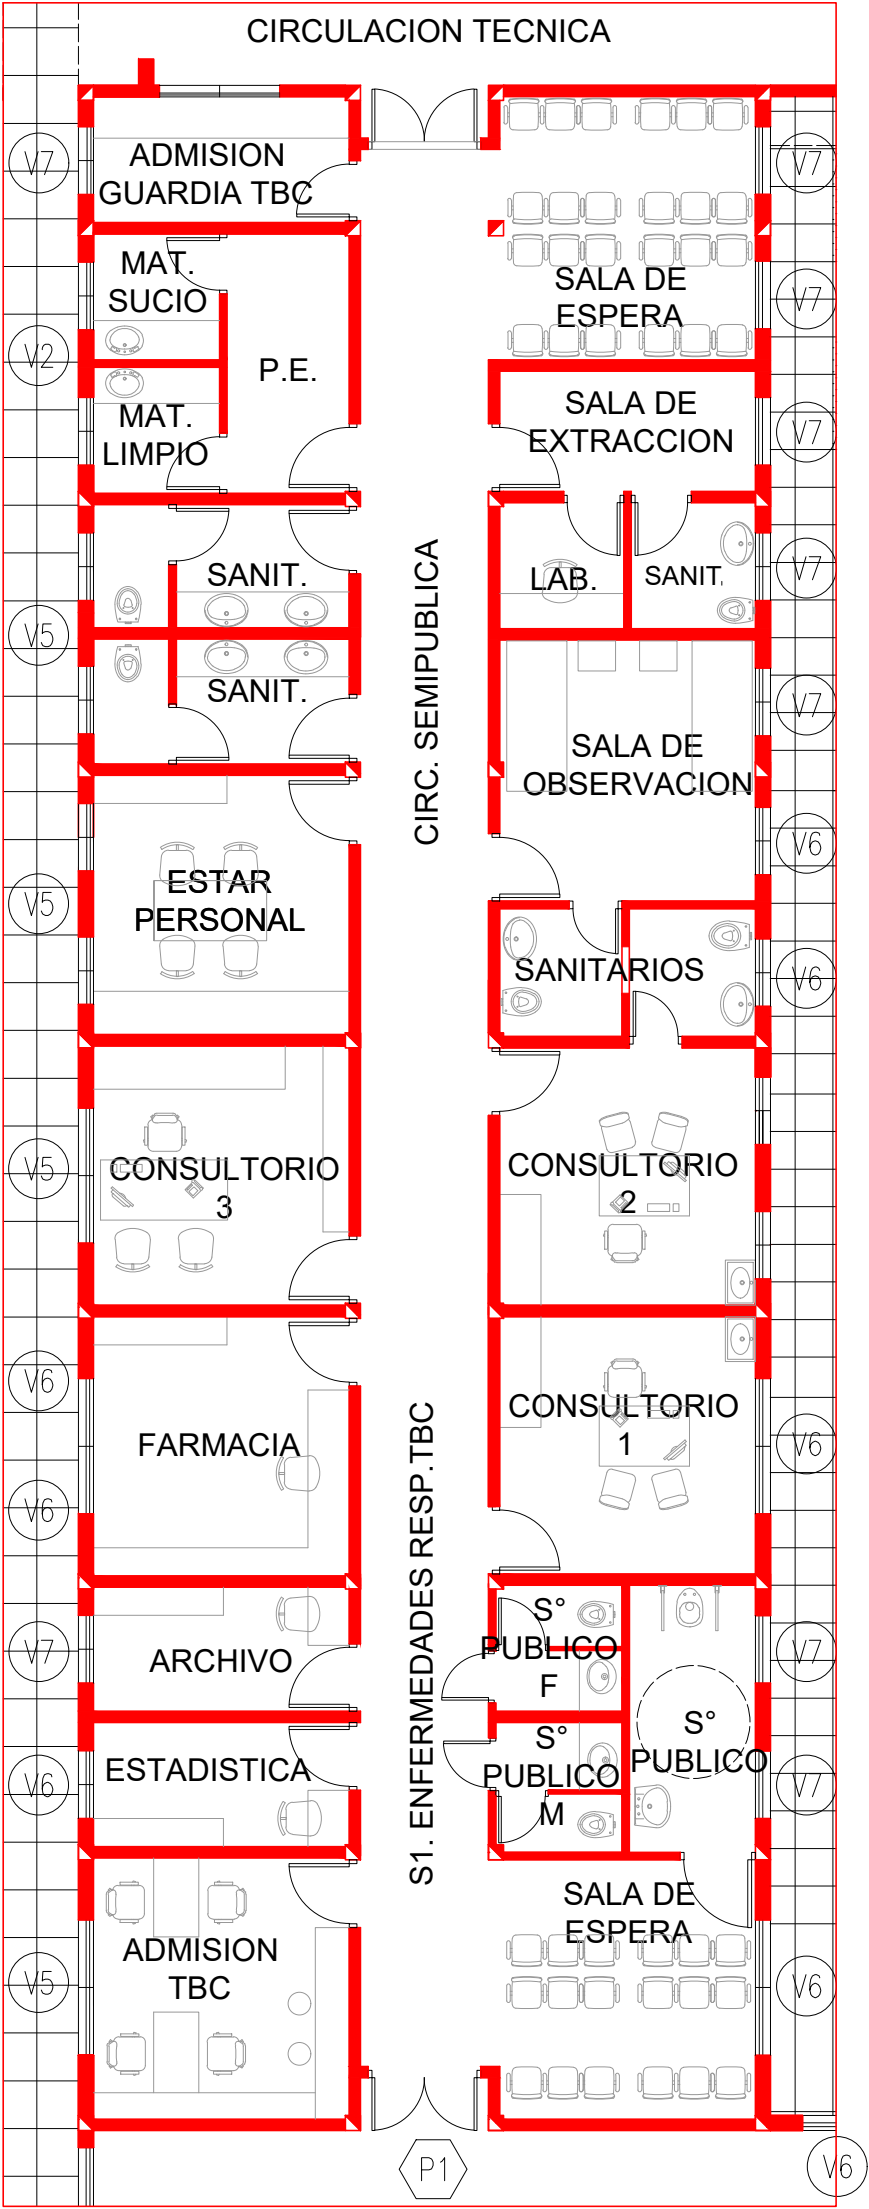 CIRCULACION TECNICA
V7
ADMISION
GUARDIA TBC
V7
MAT.
SUCIO
SALA DE
ESPERA
V7
V2
P.E.
MAT.
LIMPIO
SALA DE
EXTRACCION
V7
SANIT.
CIRC. SEMIPUBLICA
LAB.
SANIT.
V7
V5
SANIT.
SALA DE
OBSERVACION
V7
V6
V5
ESTAR
PERSONAL
SANITARIOS
V6
V5
CONSULTORIO
3
CONSULTORIO
2
V6
FARMACIA
S1. ENFERMEDADES RESP.TBC
CONSULTORIO
1
V6
V6
V7
ARCHIVO
S°
PUBLICO
F
V7
V6
ESTADISTICA
S°
PUBLICO
M
S°
PUBLICO
V7
V5
ADMISION
TBC
SALA DE
ESPERA
V6
P1
V6